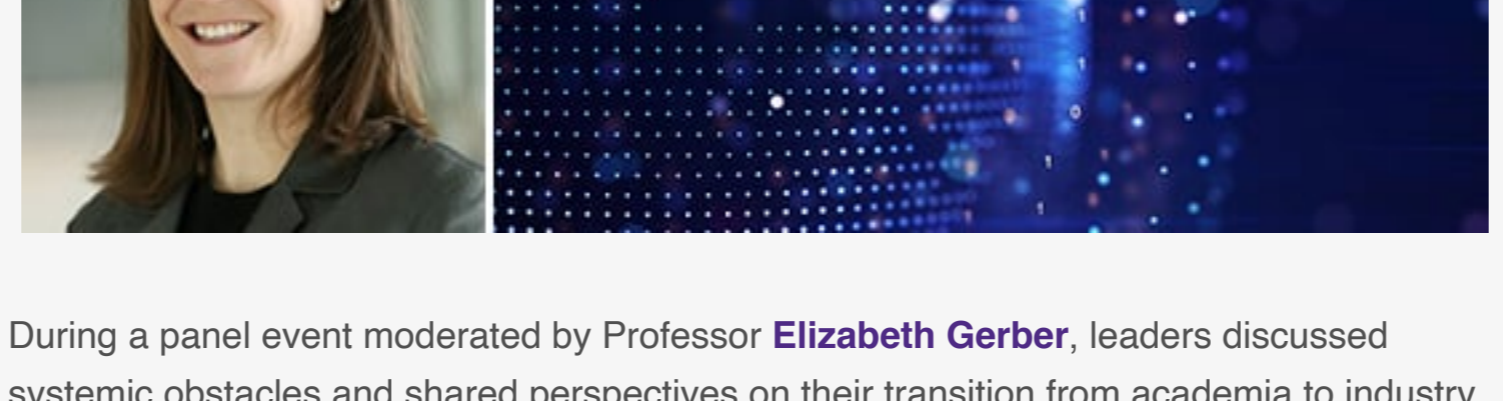 During a panel event moderated by Professor Elizabeth Gerber, leaders discussed
systemic obstacles and shared perspectives on their transition from academia to industry